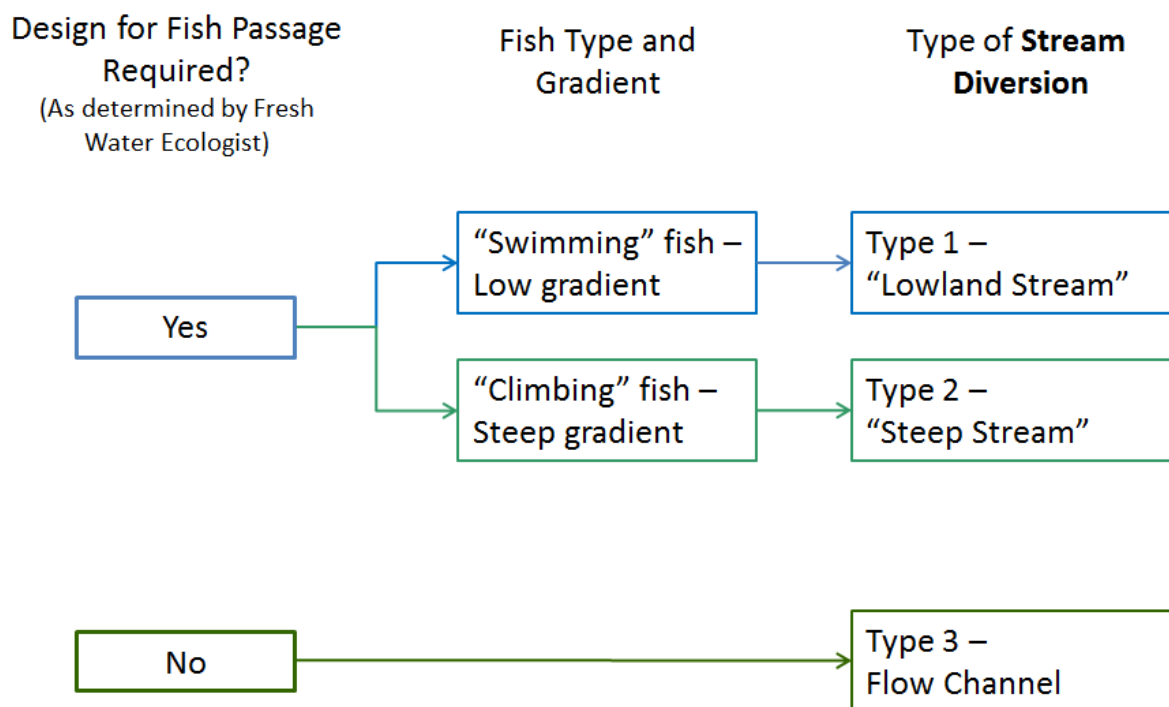 Design for Fish Passage
Required?
(As determined by Fresh
Water Ecologist)
Fish Type and
Gradient
Type of Stream
Diversion
Yes
“Swimming” fish –
Low gradient
Type 1 –
“Lowland Stream”
“Climbing” fish –
Steep gradient
Type 2 –
“Steep Stream”
No
Type 3 –
Flow Channel